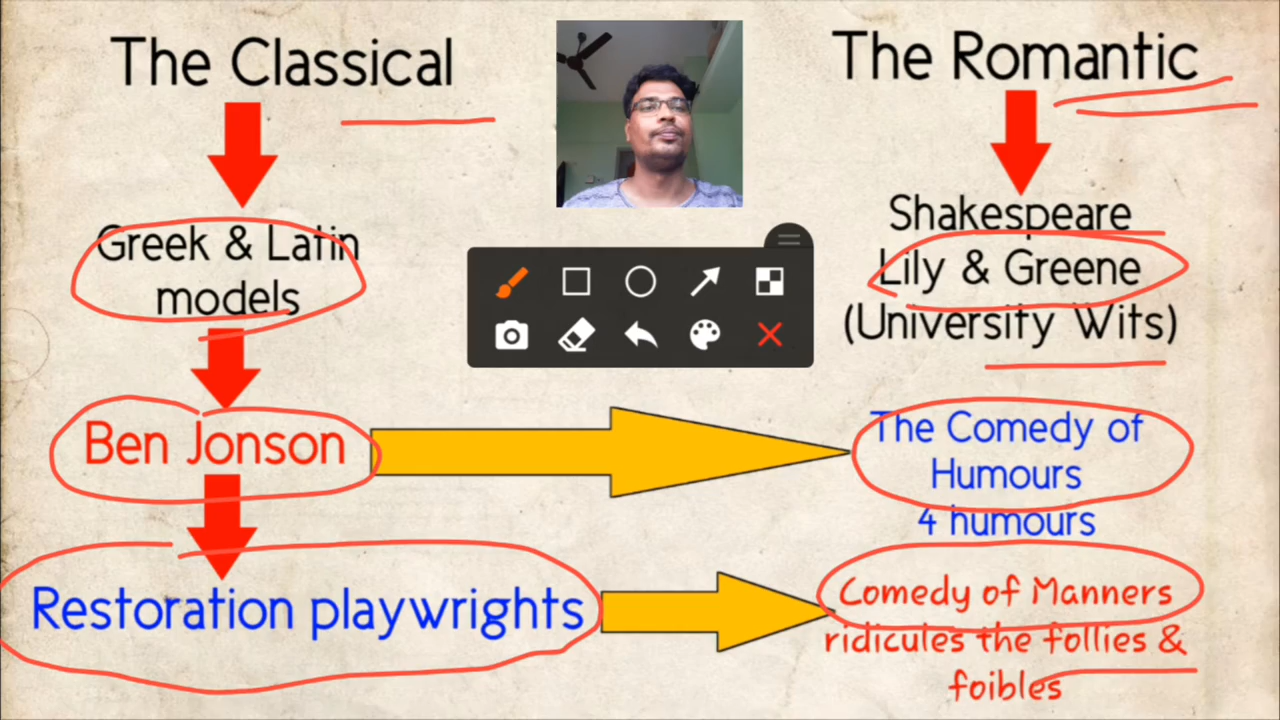 The Classical
Greek & Latin
models
Ben Jonson
Restoration playwrights
The Romantic
Shakespeare
Lily & Greene
(University Wits)
The Comedy of
Humours
4 humours
Comedy of Manners
ridicules the follies &
foibles